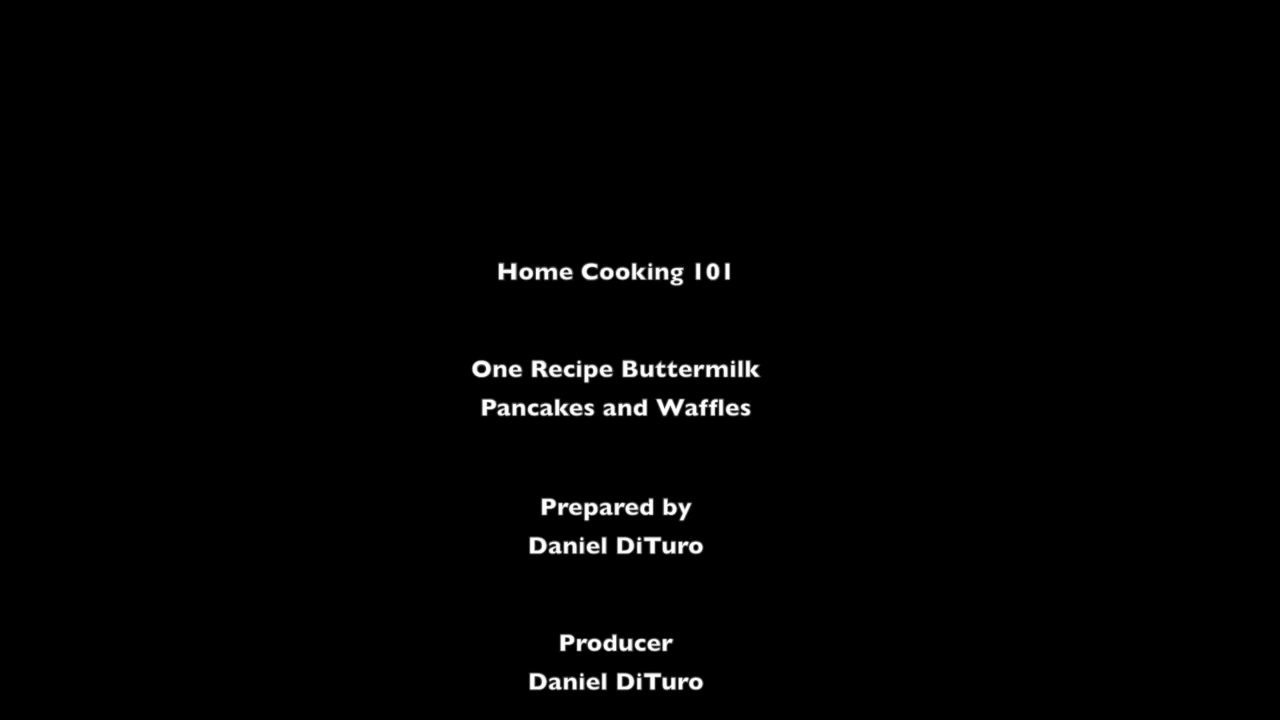 Home Cooking 101
One Recipe Buttermilk
Pancakes and Waffles
Prepared by
Daniel DiTuro
Producer
Daniel DiTuro